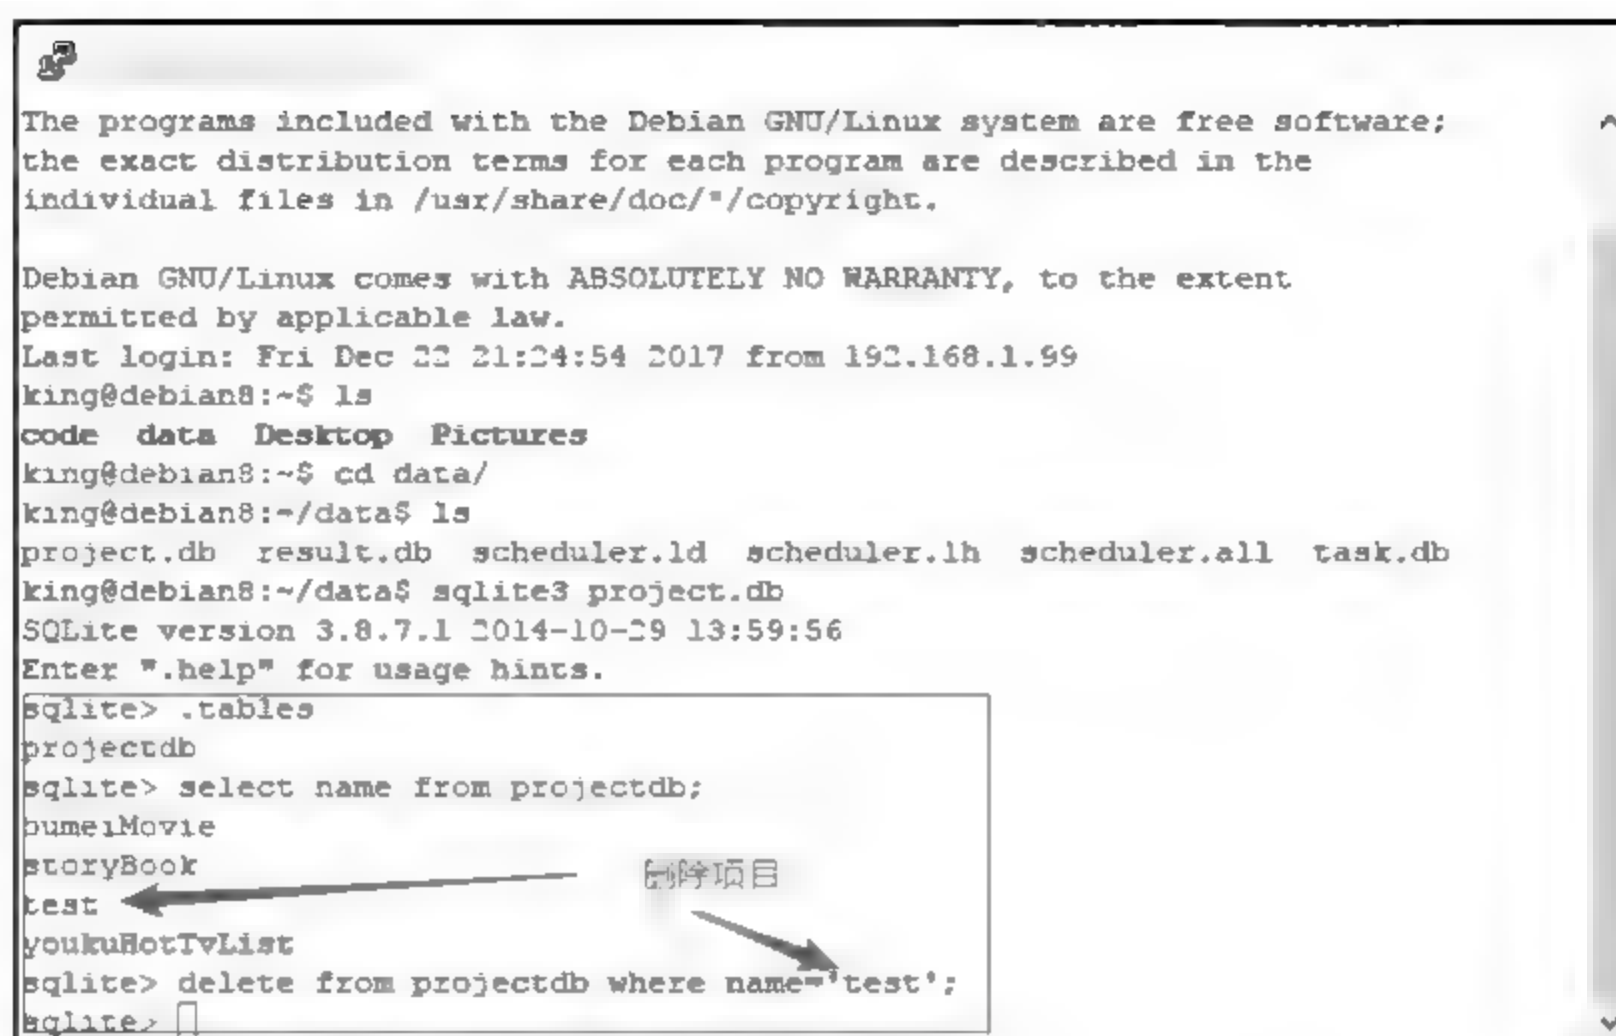 The programs included with the Debian GNU/Linux system are free software;
the exact distribution terms for each program are described in the
individual files in /usr/share/doc/*/copyright.
Debian GNU/Linux comes with ABSOLUTELY NO WARRANTY, to the extent
permitted by applicable law.
Last login: Fri Dec 22 21:24:54 2017 from 192.168.1.99
king@debian8:~$ ls
code data Desktop Pictures
king@debian8:~$ cd data/
king@debian8:~/data$ ls
project.db result.db scheduler.1d scheduler.1h scheduler.all task.db
king@debian8:~/data$ sqlite3 project.db
SQLite version 3.8.7.1 2014-10-29 13:59:56
Enter ".help" for usage hints.
sqlite> .tables
projectdb
sqlite> select name from projectdb;
oumeiMovie
storyBook
删除项目
test
youkuHotTvList
sqlite> delete from projectdb where name='test';
sqlite>